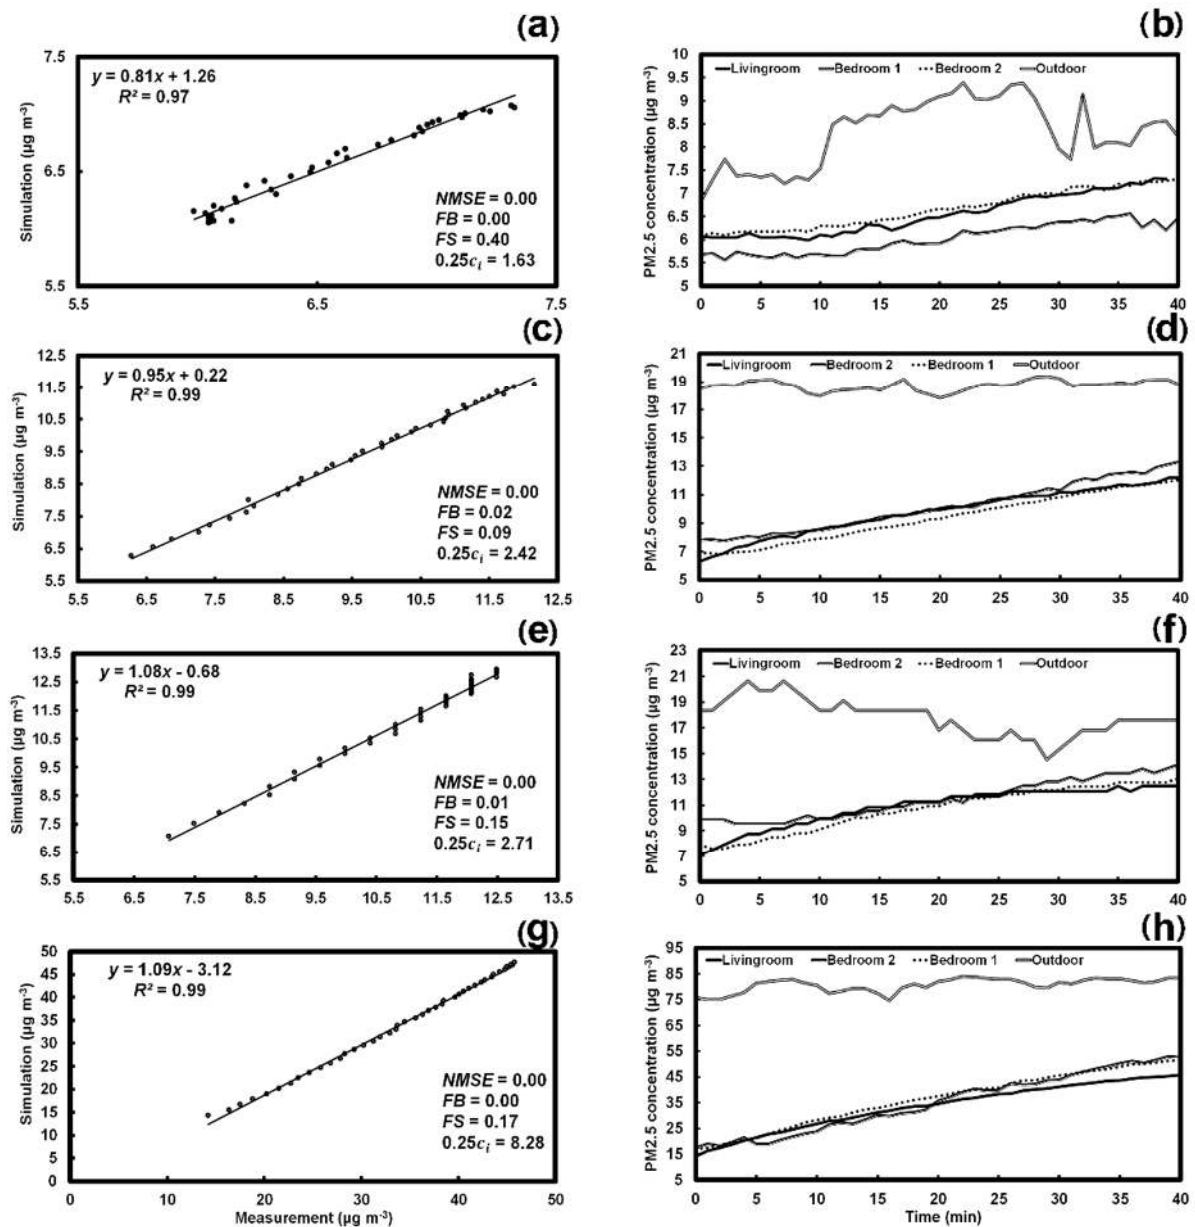 (a)
7.5
6.5
5.5
5.5 6.5 7.5
Simulation (µg m⁻³)
y = 0.81x + 1.26
R² = 0.97
NMSE = 0.00
FB = 0.00
FS = 0.40
0.25cᵢ = 1.63
(b)
10
9.5
9
8.5
8
7.5
7
6.5
6
5.5
5
0 5 10 15 20 25 30 35 40
PM2.5 concentration (µg m⁻³)
Livingroom Bedroom 1 Bedroom 2 Outdoor
(c)
12.5
11.5
10.5
9.5
8.5
7.5
6.5
5.5
5.5 6.5 7.5 8.5 9.5 10.5 11.5 12.5
Simulation (µg m⁻³)
y = 0.95x + 0.22
R² = 0.99
NMSE = 0.00
FB = 0.02
FS = 0.09
0.25cᵢ = 2.42
(d)
21
19
17
15
13
11
9
7
5
0 5 10 15 20 25 30 35 40
PM2.5 concentration (µg m⁻³)
Livingroom Bedroom 2 Bedroom 1 Outdoor
(e)
13.5
12.5
11.5
10.5
9.5
8.5
7.5
6.5
5.5
5.5 6.5 7.5 8.5 9.5 10.5 11.5 12.5 13.5
Simulation (µg m⁻³)
y = 1.08x - 0.68
R² = 0.99
NMSE = 0.00
FB = 0.01
FS = 0.15
0.25cᵢ = 2.71
(f)
23
21
19
17
15
13
11
9
7
5
0 5 10 15 20 25 30 35 40
PM2.5 concentration (µg m⁻³)
Livingroom Bedroom 2 Bedroom 1 Outdoor
(g)
50
45
40
35
30
25
20
15
10
5
0
0 10 20 30 40 50
Simulation (µg m⁻³)
Measurement (µg m⁻³)
y = 1.09x - 3.12
R² = 0.99
NMSE = 0.00
FB = 0.00
FS = 0.17
0.25cᵢ = 8.28
(h)
95
85
75
65
55
45
35
25
15
5
0 5 10 15 20 25 30 35 40
PM2.5 concentration (µg m⁻³)
Time (min)
Livingroom Bedroom 2 Bedroom 1 Outdoor